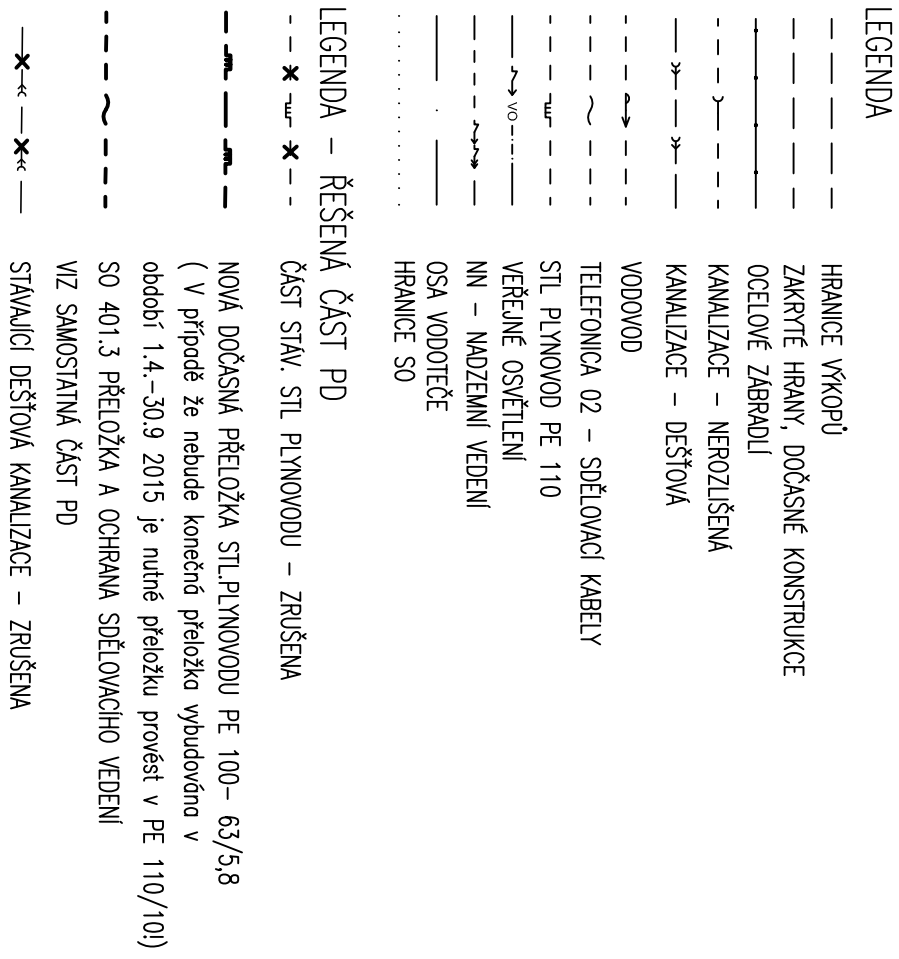 LEGENDA
HRANICE VÝKOPŮ
ZAKRYTÉ HRANY, DOČASNÉ KONSTRUKCE
OCELOVÉ ZÁBRADLÍ
KANALIZACE – NEROZLIŠENÁ
KANALIZACE – DEŠŤOVÁ
VODOVOD
TELEFONICA 02 – SDĚLOVACÍ KABELY
STL PLYNOVOD PE 110
VO VEŘEJNÉ OSVĚTLENÍ
NN – NADZEMNÍ VEDENÍ
OSA VODOTEČE
HRANICE SO
LEGENDA – ŘEŠENÁ ČÁST PD
ČÁST STÁV. STL PLYNOVODU – ZRUŠENA
NOVÁ DOČASNÁ PŘELOŽKA STL.PLYNOVODU PE 100– 63/5,8
( V případě že nebude konečná přeložka vybudována v
období 1.4.–30.9 2015 je nutné přeložku provést v PE 110/10!)
SO 401.3 PŘELOŽKA A OCHRANA SDĚLOVACÍHO VEDENÍ
VIZ SAMOSTATNÁ ČÁST PD
STÁVAJÍCÍ DEŠŤOVÁ KANALIZACE – ZRUŠENA